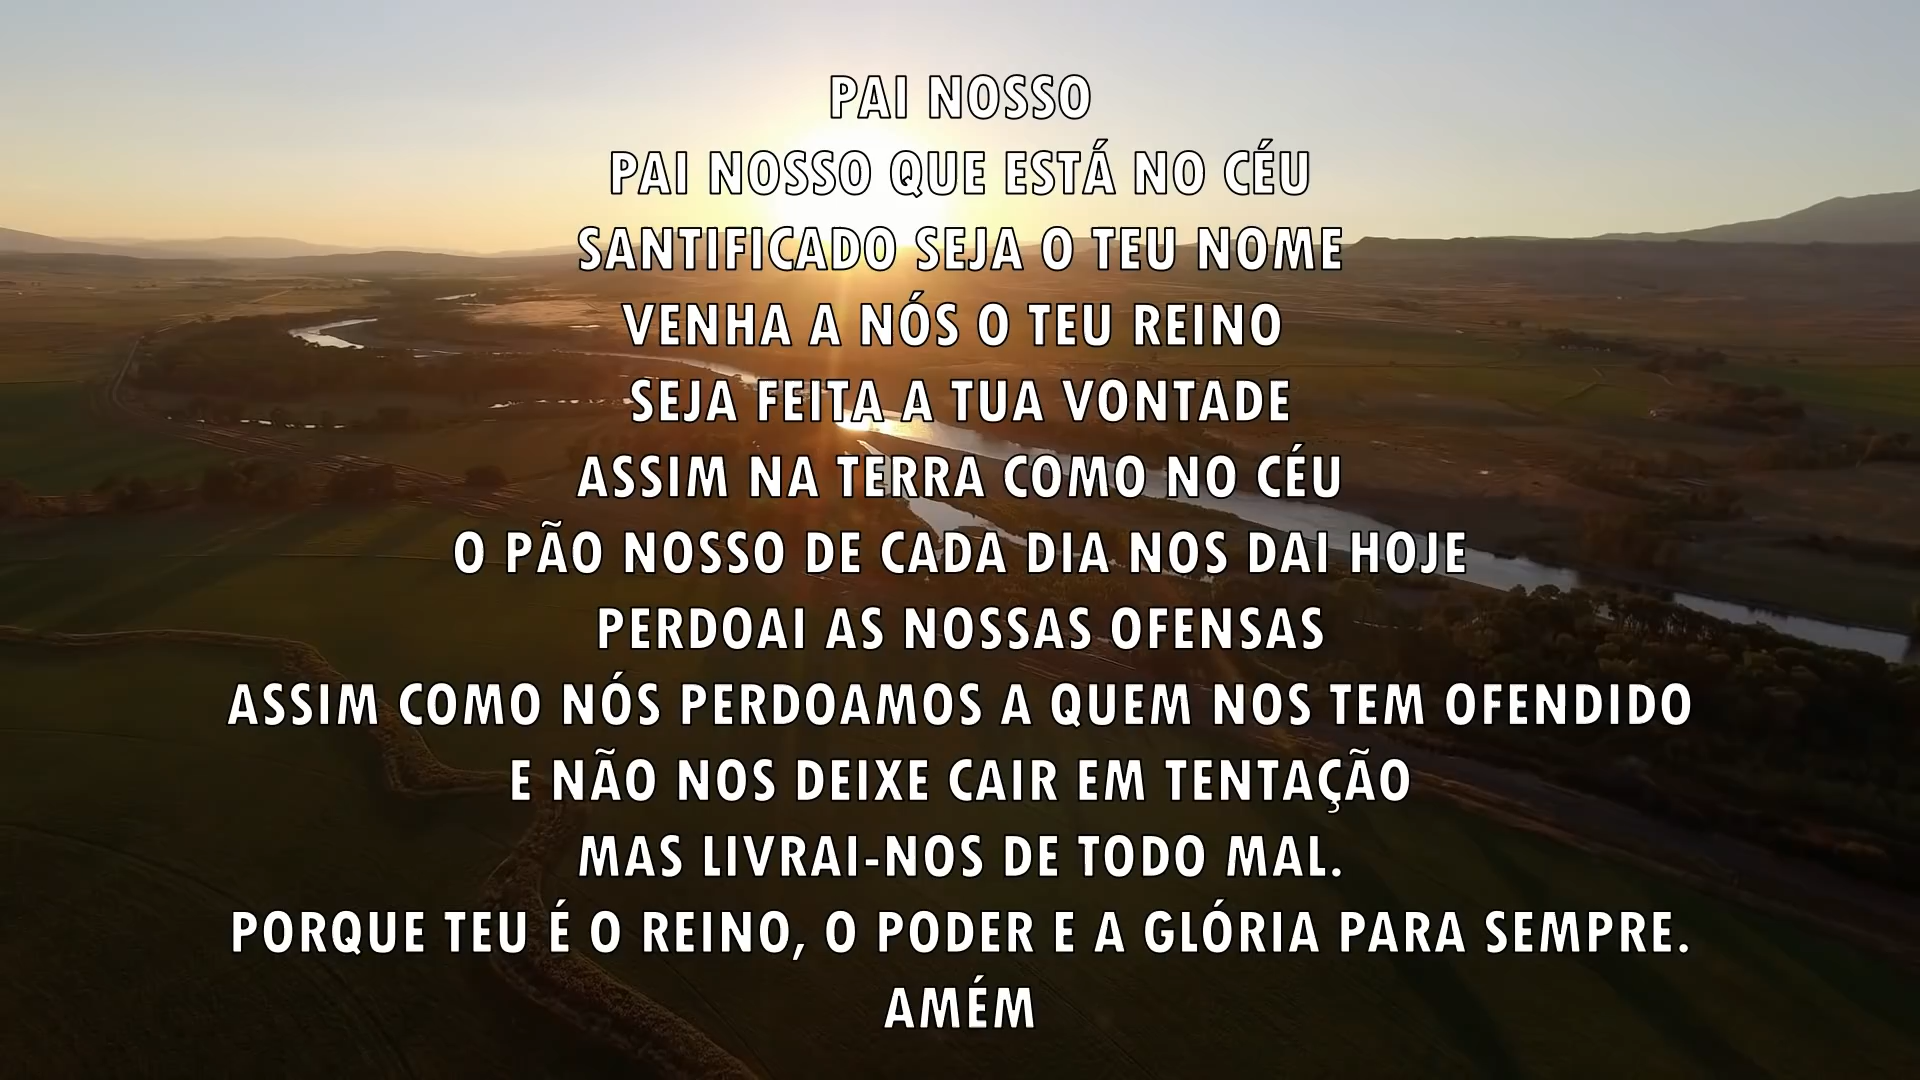 PAI NOSSO
PAI NOSSO QUE ESTÁ NO CÉU
SANTIFICADO SEJA O TEU NOME
VENHA A NÓS O TEU REINO
SEJA FEITA A TUA VONTADE
ASSIM NA TERRA COMO NO CÉU
O PÃO NOSSO DE CADA DIA NOS DAI HOJE
PERDOAI AS NOSSAS OFENSAS
ASSIM COMO NÓS PERDOAMOS A QUEM NOS TEM OFENDIDO
E NÃO NOS DEIXE CAIR EM TENTAÇÃO
MAS LIVRAI-NOS DE TODO MAL.
PORQUE TEU É O REINO, O PODER E A GLÓRIA PARA SEMPRE.
AMÉM